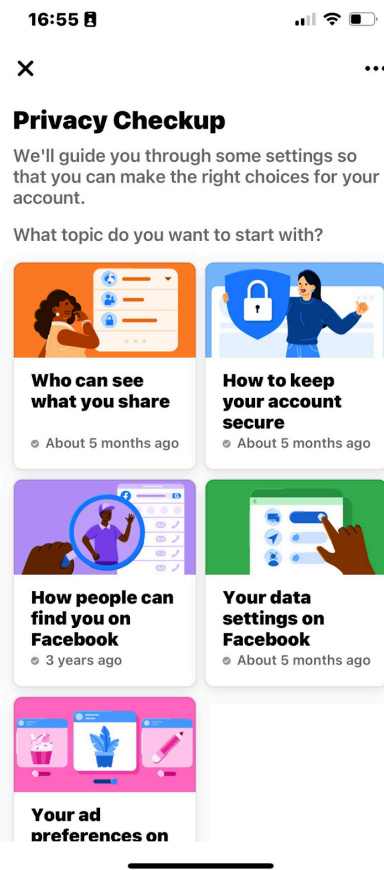 16:55
Privacy Checkup
We'll guide you through some settings so
that you can make the right choices for your
account.
What topic do you want to start with?
Who can see
what you share
About 5 months ago
How to keep
your account
secure
About 5 months ago
How people can
find you on
Facebook
3 years ago
Your data
settings on
Facebook
About 5 months ago
Your ad
preferences on